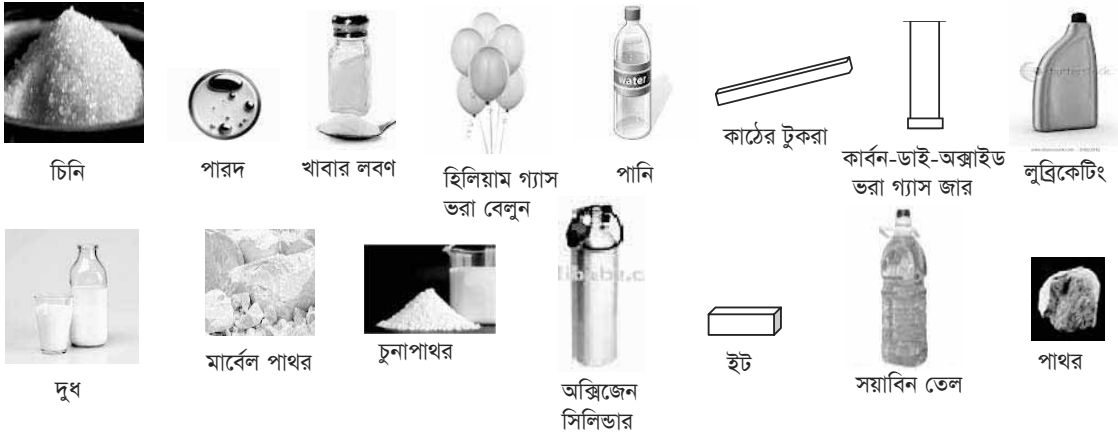 water
চিনি
পারদ
খাবার লবণ
হিলিয়াম গ্যাস
ভরা বেলুন
পানি
কাঠের টুকরা
কার্বন-ডাই-অক্সাইড
ভরা গ্যাস জার
লুব্রিকেটিং
দুধ
মার্বেল পাথর
চুনাপাথর
অক্সিজেন
সিলিন্ডার
ইট
সয়াবিন তেল
পাথর